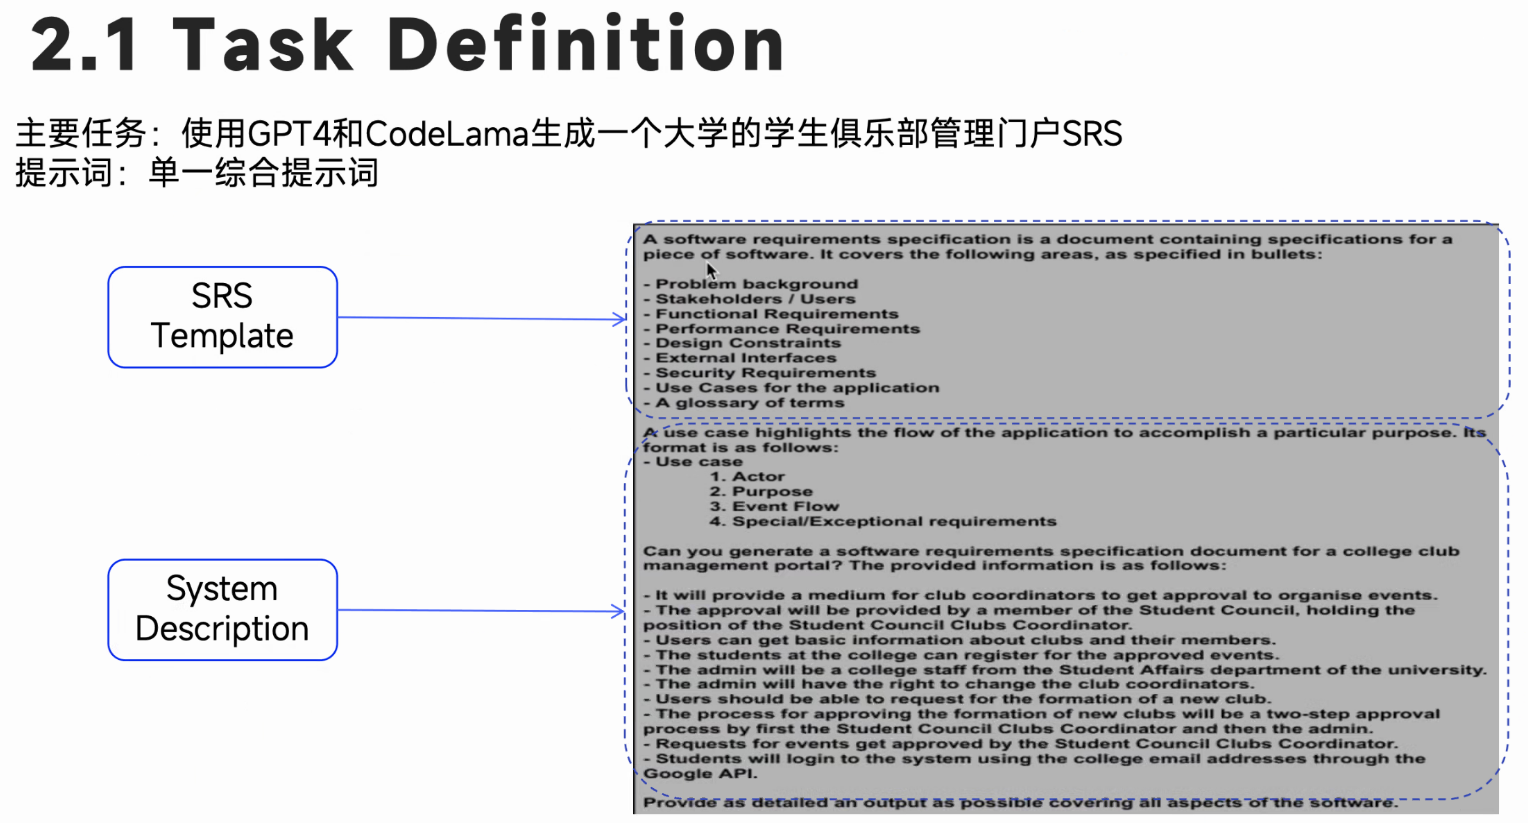 2.1 Task Definition
主要任务：使用GPT4和CodeLama生成一个大学的学生俱乐部管理门户SRS
提示词：单一综合提示词
SRS
Template
A software requirements specification is a document containing specifications for a
piece of software. It covers the following areas, as specified in bullets:
- Problem background
- Stakeholders / Users
- Functional Requirements
- Performance Requirements
- Design Constraints
- External Interfaces
- Security Requirements
- Use Cases for the application
- A glossary of terms
System
Description
A use case highlights the flow of the application to accomplish a particular purpose. Its
format is as follows:
- Use case
1. Actor
2. Purpose
3. Event Flow
4. Special/Exceptional requirements
Can you generate a software requirements specification document for a college club
management portal? The provided information is as follows:
- It will provide a medium for club coordinators to get approval to organise events.
- The approval will be provided by a member of the Student Council, holding the
position of the Student Council Clubs Coordinator.
- Users can get basic information about clubs and their members.
- The students at the college can register for the approved events.
- The admin will be a college staff from the Student Affairs department of the university.
- The admin will have the right to change the club coordinators.
- Users should be able to request for the formation of a new club.
- The process for approving the formation of new clubs will be a two-step approval
process by first the Student Council Clubs Coordinator and then the admin.
- Requests for events get approved by the Student Council Clubs Coordinator.
- Students will login to the system using the college email addresses through the
Google API.
Provide as detailed an output as possible covering all aspects of the software.